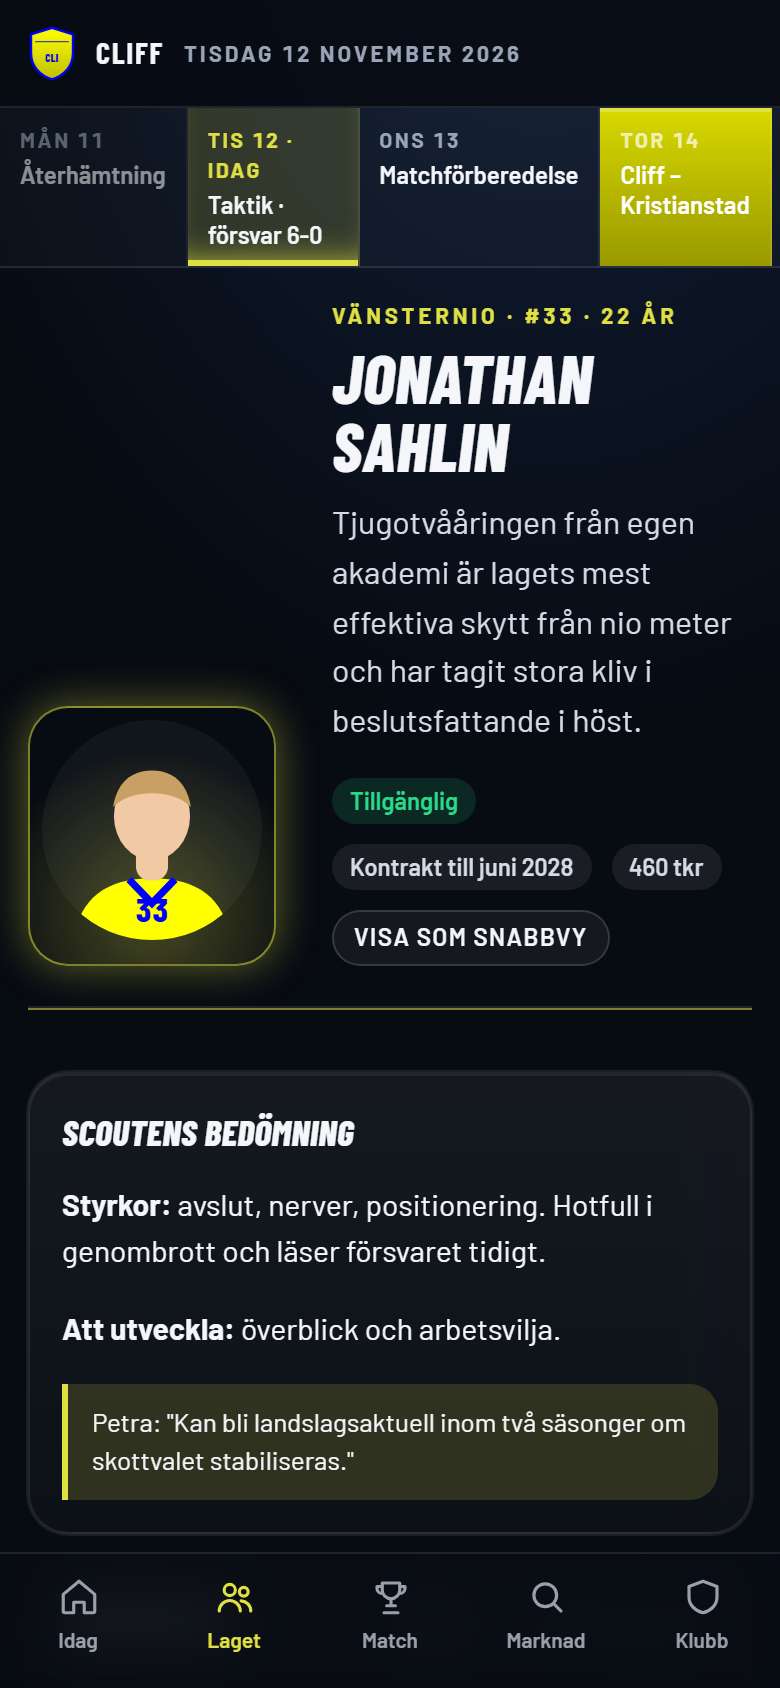 CLI
CLIFF TISDAG 12 NOVEMBER 2026
MÅN 11
Återhämtning
TIS 12 ·
IDAG
Taktik ·
försvar 6-0
ONS 13
Matchförberedelse
TOR 14
Cliff –
Kristianstad
VÄNSTERNIO · #33 · 22 ÅR
JONATHAN
SAHLIN
Tjugotvååringen från egen
akademi är lagets mest
effektiva skytt från nio meter
och har tagit stora kliv i
beslutsfattande i höst.
33
Tillgänglig
Kontrakt till juni 2028
460 tkr
VISA SOM SNABBVY
SCOUTENS BEDÖMNING
Styrkor: avslut, nerver, positionering. Hotfull i
genombrott och läser försvaret tidigt.
Att utveckla: överblick och arbetsvilja.
Petra: "Kan bli landslagsaktuell inom två säsonger om
skottvalet stabiliseras."
Idag
Laget
Match
Marknad
Klubb